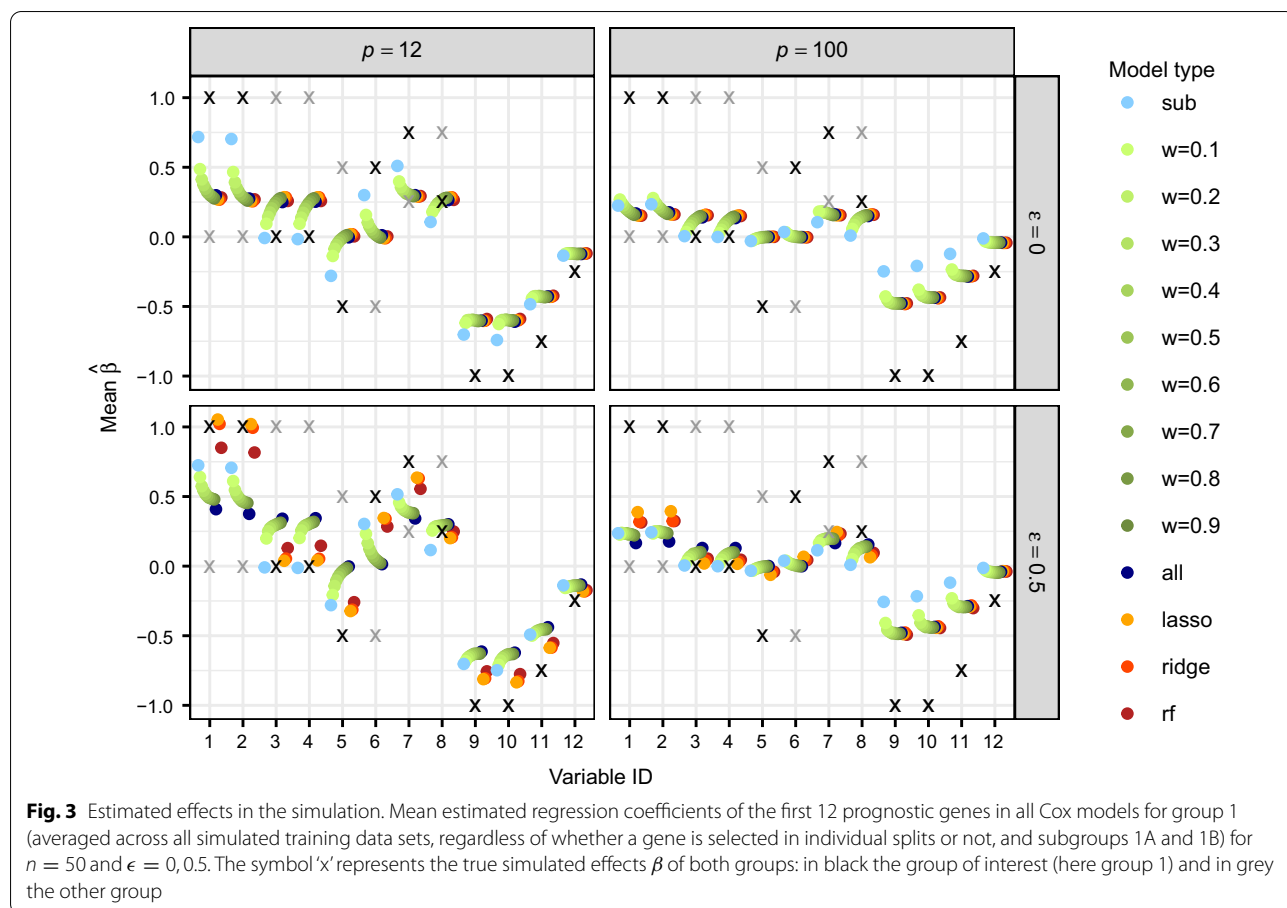 p = 12
p = 100
1.0
0.5
0.0
−0.5
−1.0
ε = 0
1.0
0.5
0.0
−0.5
−1.0
ε = 0.5
Mean β̂
1 2 3 4 5 6 7 8 9 10 11 12
1 2 3 4 5 6 7 8 9 10 11 12
Variable ID
Model type
sub
w=0.1
w=0.2
w=0.3
w=0.4
w=0.5
w=0.6
w=0.7
w=0.8
w=0.9
all
lasso
ridge
rf
Fig. 3 Estimated effects in the simulation. Mean estimated regression coefficients of the first 12 prognostic genes in all Cox models for group 1
(averaged across all simulated training data sets, regardless of whether a gene is selected in individual splits or not, and subgroups 1A and 1B) for
n = 50 and ϵ = 0, 0.5. The symbol ‘x’ represents the true simulated effects β of both groups: in black the group of interest (here group 1) and in grey
the other group